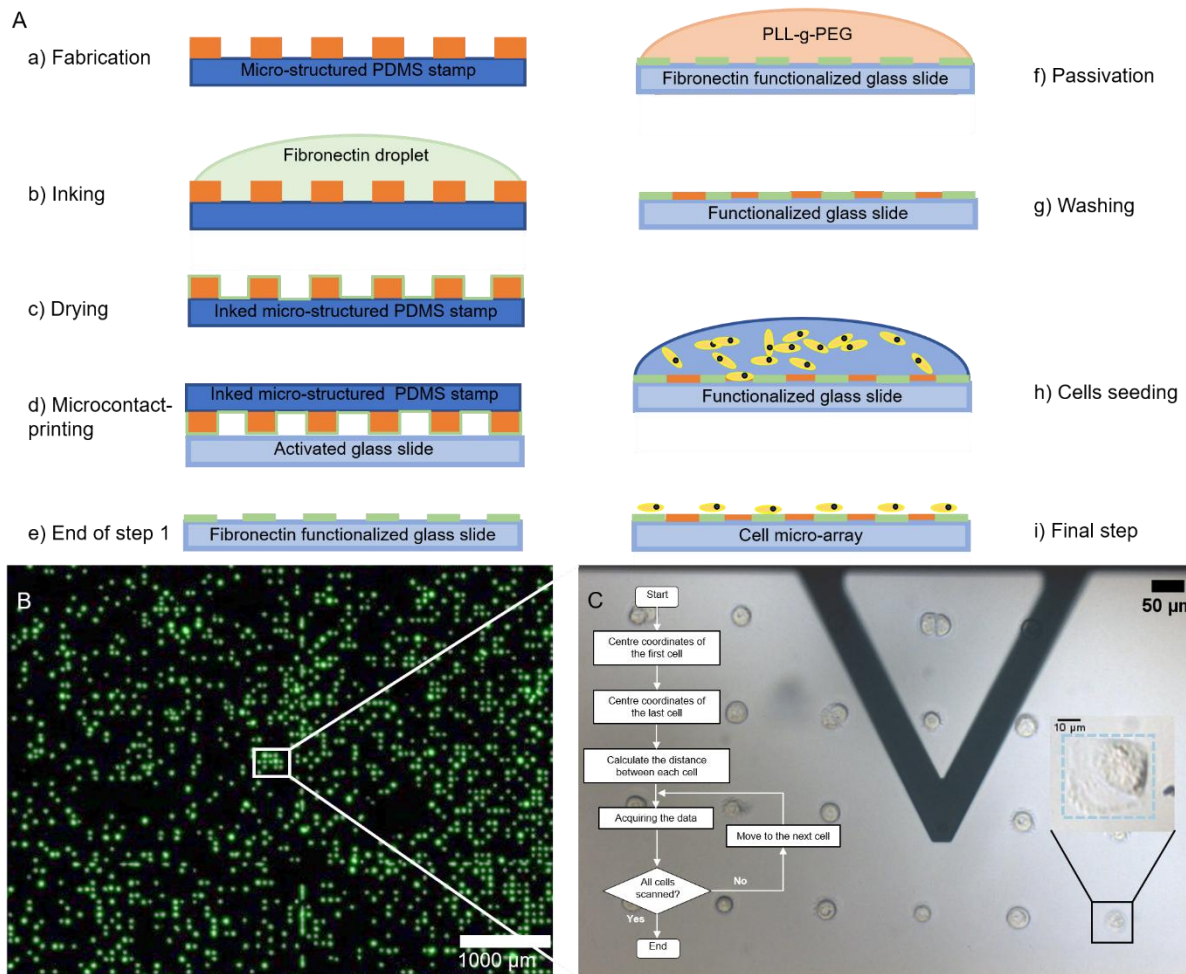 A
a) Fabrication
Micro-structured PDMS stamp
b) Inking
Fibronectin droplet
c) Drying
Inked micro-structured PDMS stamp
d) Microcontact-
printing
Inked micro-structured PDMS stamp
Activated glass slide
e) End of step 1
Fibronectin functionalized glass slide
PLL-g-PEG
Fibronectin functionalized glass slide
f) Passivation
Functionalized glass slide
g) Washing
Functionalized glass slide
h) Cells seeding
Cell micro-array
i) Final step
B
1000 µm
C
Start
Centre coordinates of
the first cell
Centre coordinates of
the last cell
Calculate the distance
between each cell
Acquiring the data
Move to the next cell
All cells
scanned?
No
Yes
End
50 µm
10 µm